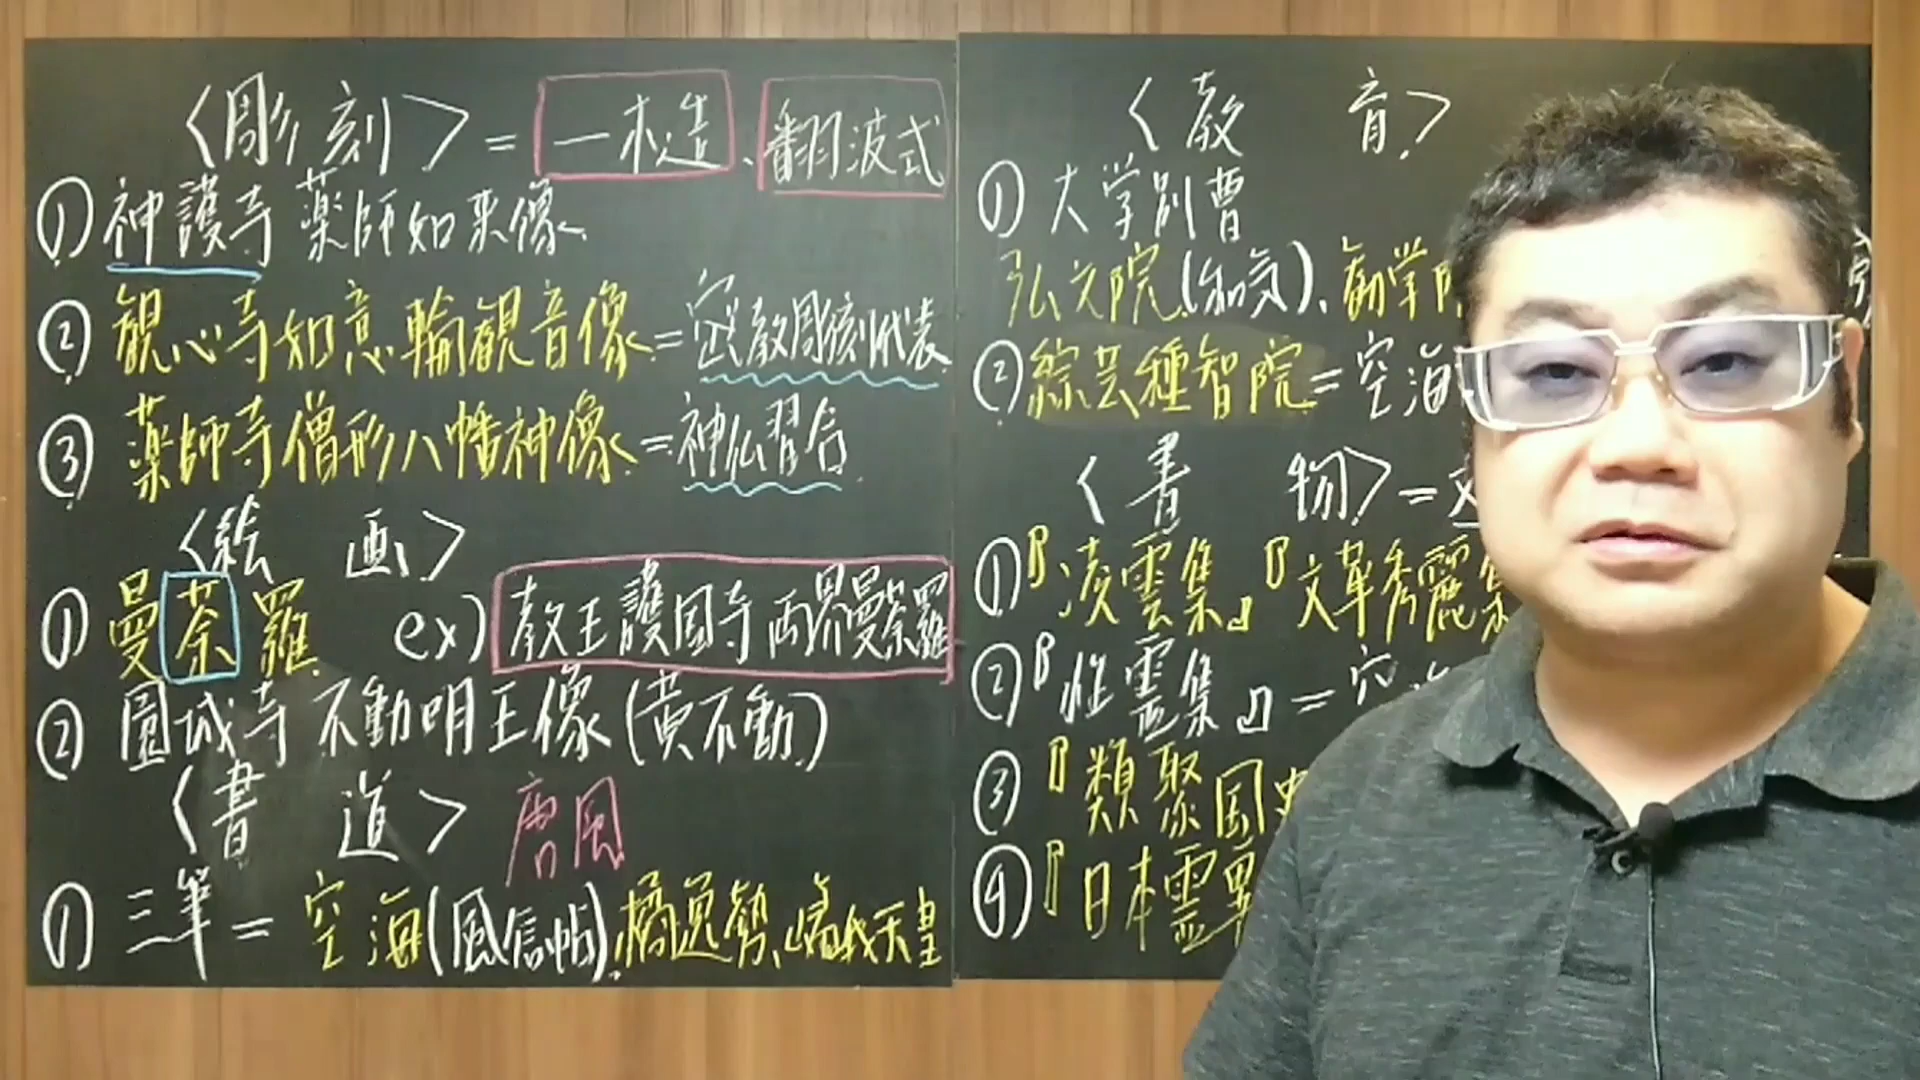 〈彫刻〉=一木造、翻波式
①神護寺薬師如来像
②観心寺如意輪観音像=密教彫刻代表
③薬師寺僧形八幡神像=神仏習合
〈絵画〉
①曼荼羅 ex)教王護国寺両界曼荼羅
②園城寺不動明王像(黄不動)
〈書道〉唐風
①三筆=空海(風信帖),橘逸勢、嵯峨天皇
〈教育〉
①大学別曹
弘文院(和気)、勧学
②綜芸種智院=空海
〈書物〉=
①『凌雲集』『文華秀麗集
②『性霊集』=空
③『類聚国史
④『日本霊異